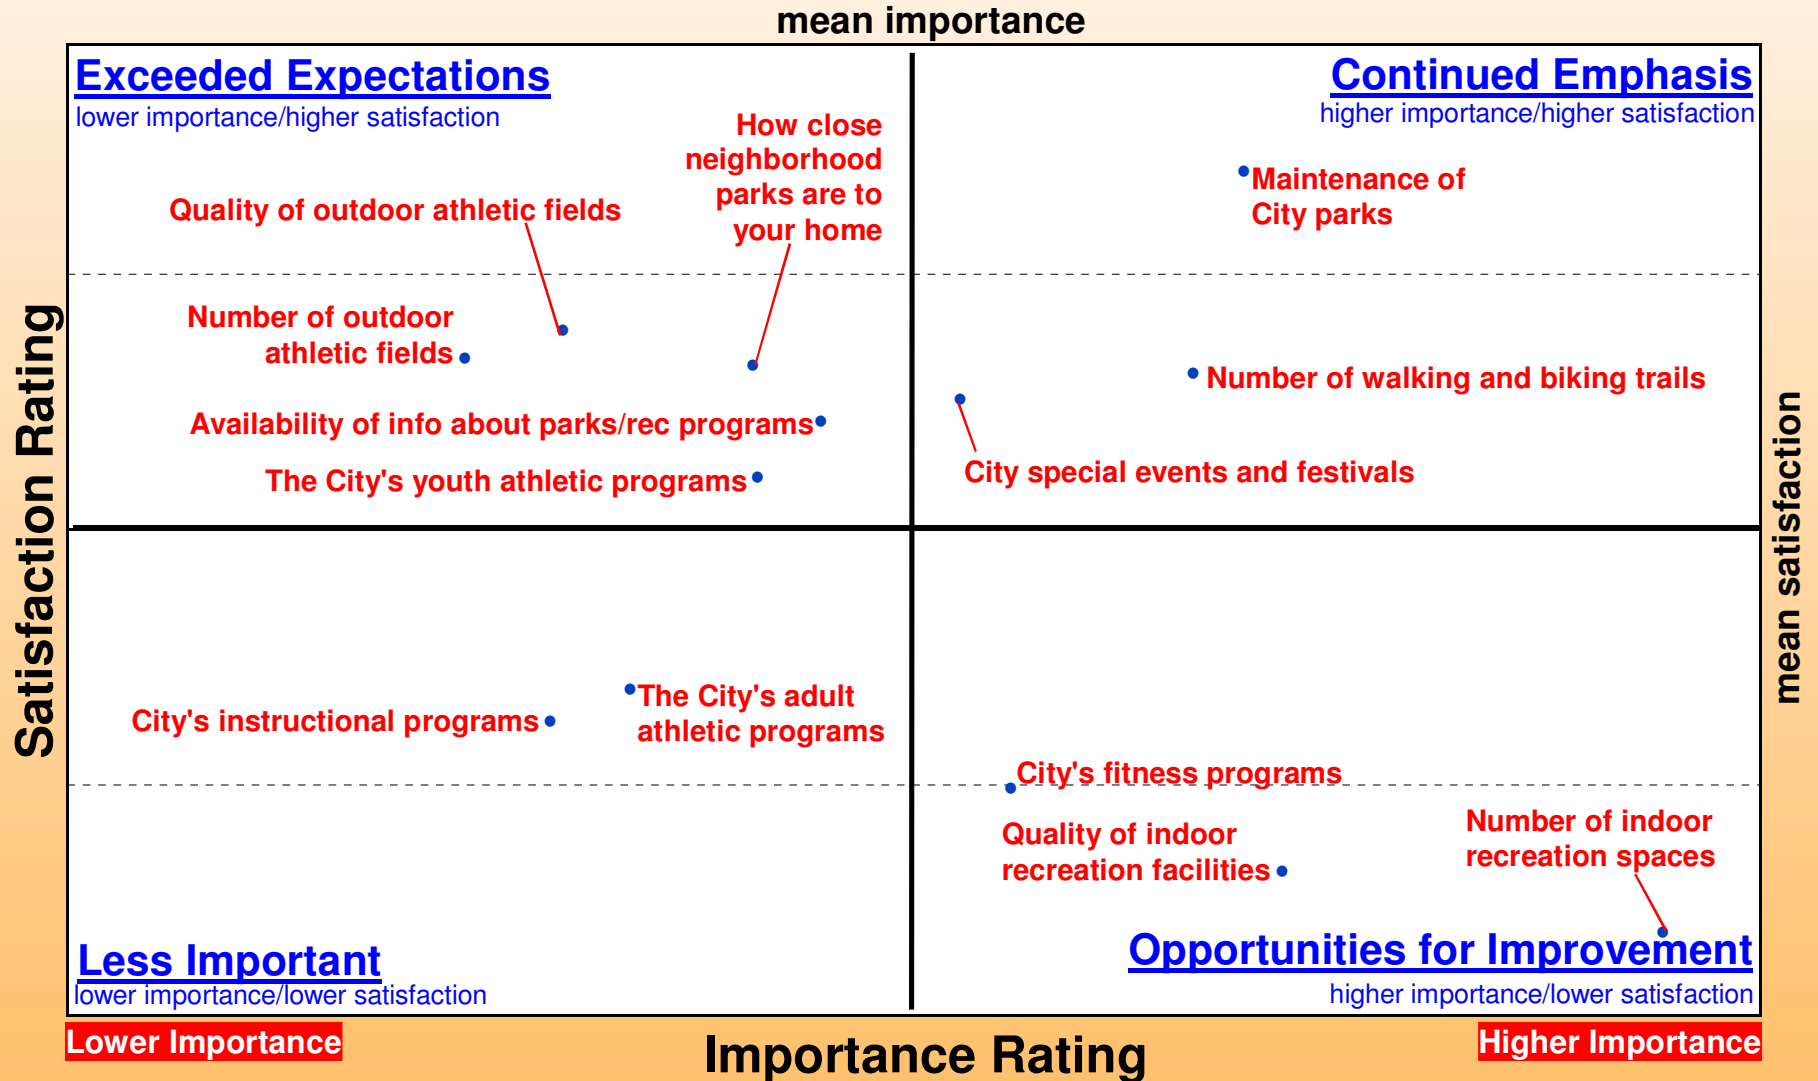 mean importance
Exceeded Expectations
lower importance/higher satisfaction
Continued Emphasis
higher importance/higher satisfaction
How close
neighborhood
parks are to
your home
Quality of outdoor athletic fields
Maintenance of
City parks
Number of outdoor
athletic fields
Number of walking and biking trails
Availability of info about parks/rec programs
City special events and festivals
The City's youth athletic programs
Satisfaction Rating
mean satisfaction
The City's adult
athletic programs
City's instructional programs
City's fitness programs
Quality of indoor
recreation facilities
Number of indoor
recreation spaces
Less Important
lower importance/lower satisfaction
Opportunities for Improvement
higher importance/lower satisfaction
Lower Importance
Importance Rating
Higher Importance